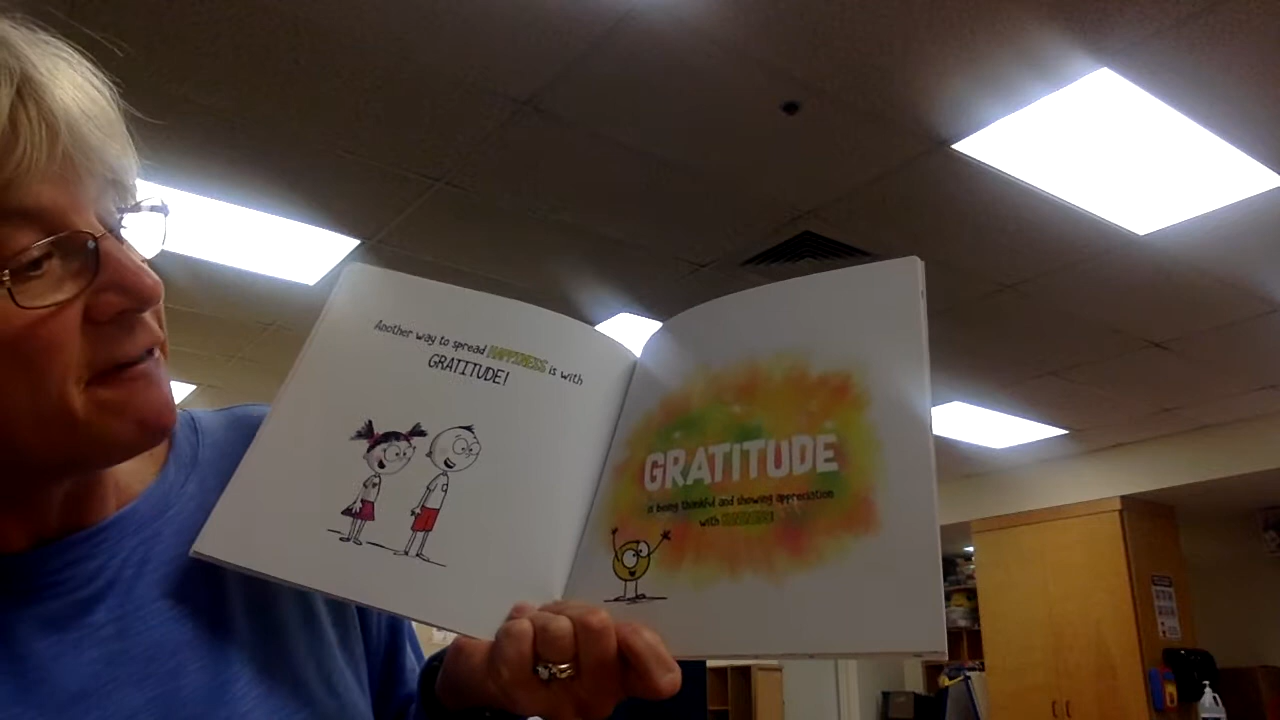 Another way to spread HAPPINESS is with
GRATITUDE!
GRATITUDE
is being thankful and showing appreciation
with